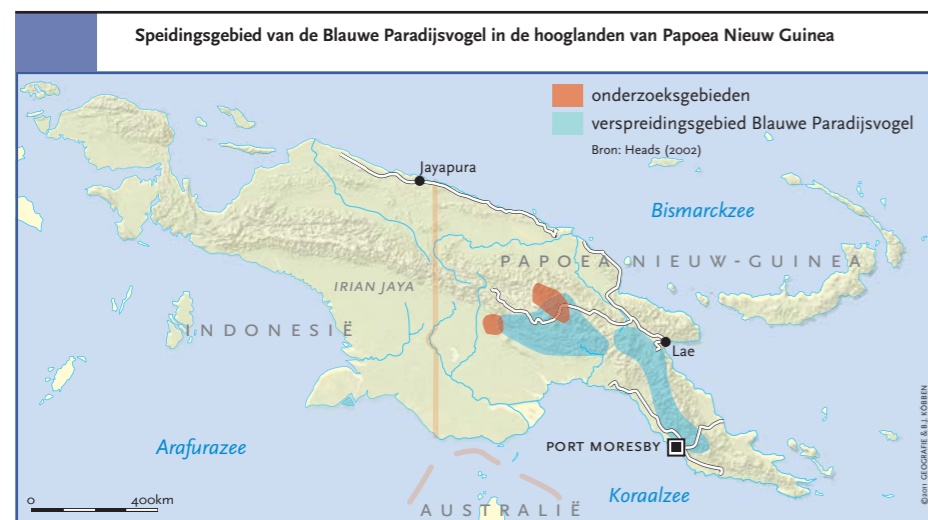 Speidingsgebied van de Blauwe Paradijsvogel in de hooglanden van Papoea Nieuw Guinea
onderzoeksgebieden
verspreidingsgebied Blauwe Paradijsvogel
Bron: Heads (2002)
Jayapura
Bismarckzee
PAPOEA NIEUW-GUINEA
IRIAN JAYA
INDONESIË
Lae
PORT MORESBY
Arafurazee
Koraalzee
0 400km
AUSTRALIË
©2011 GEOGRAFIE & B.J. KÖBBEN